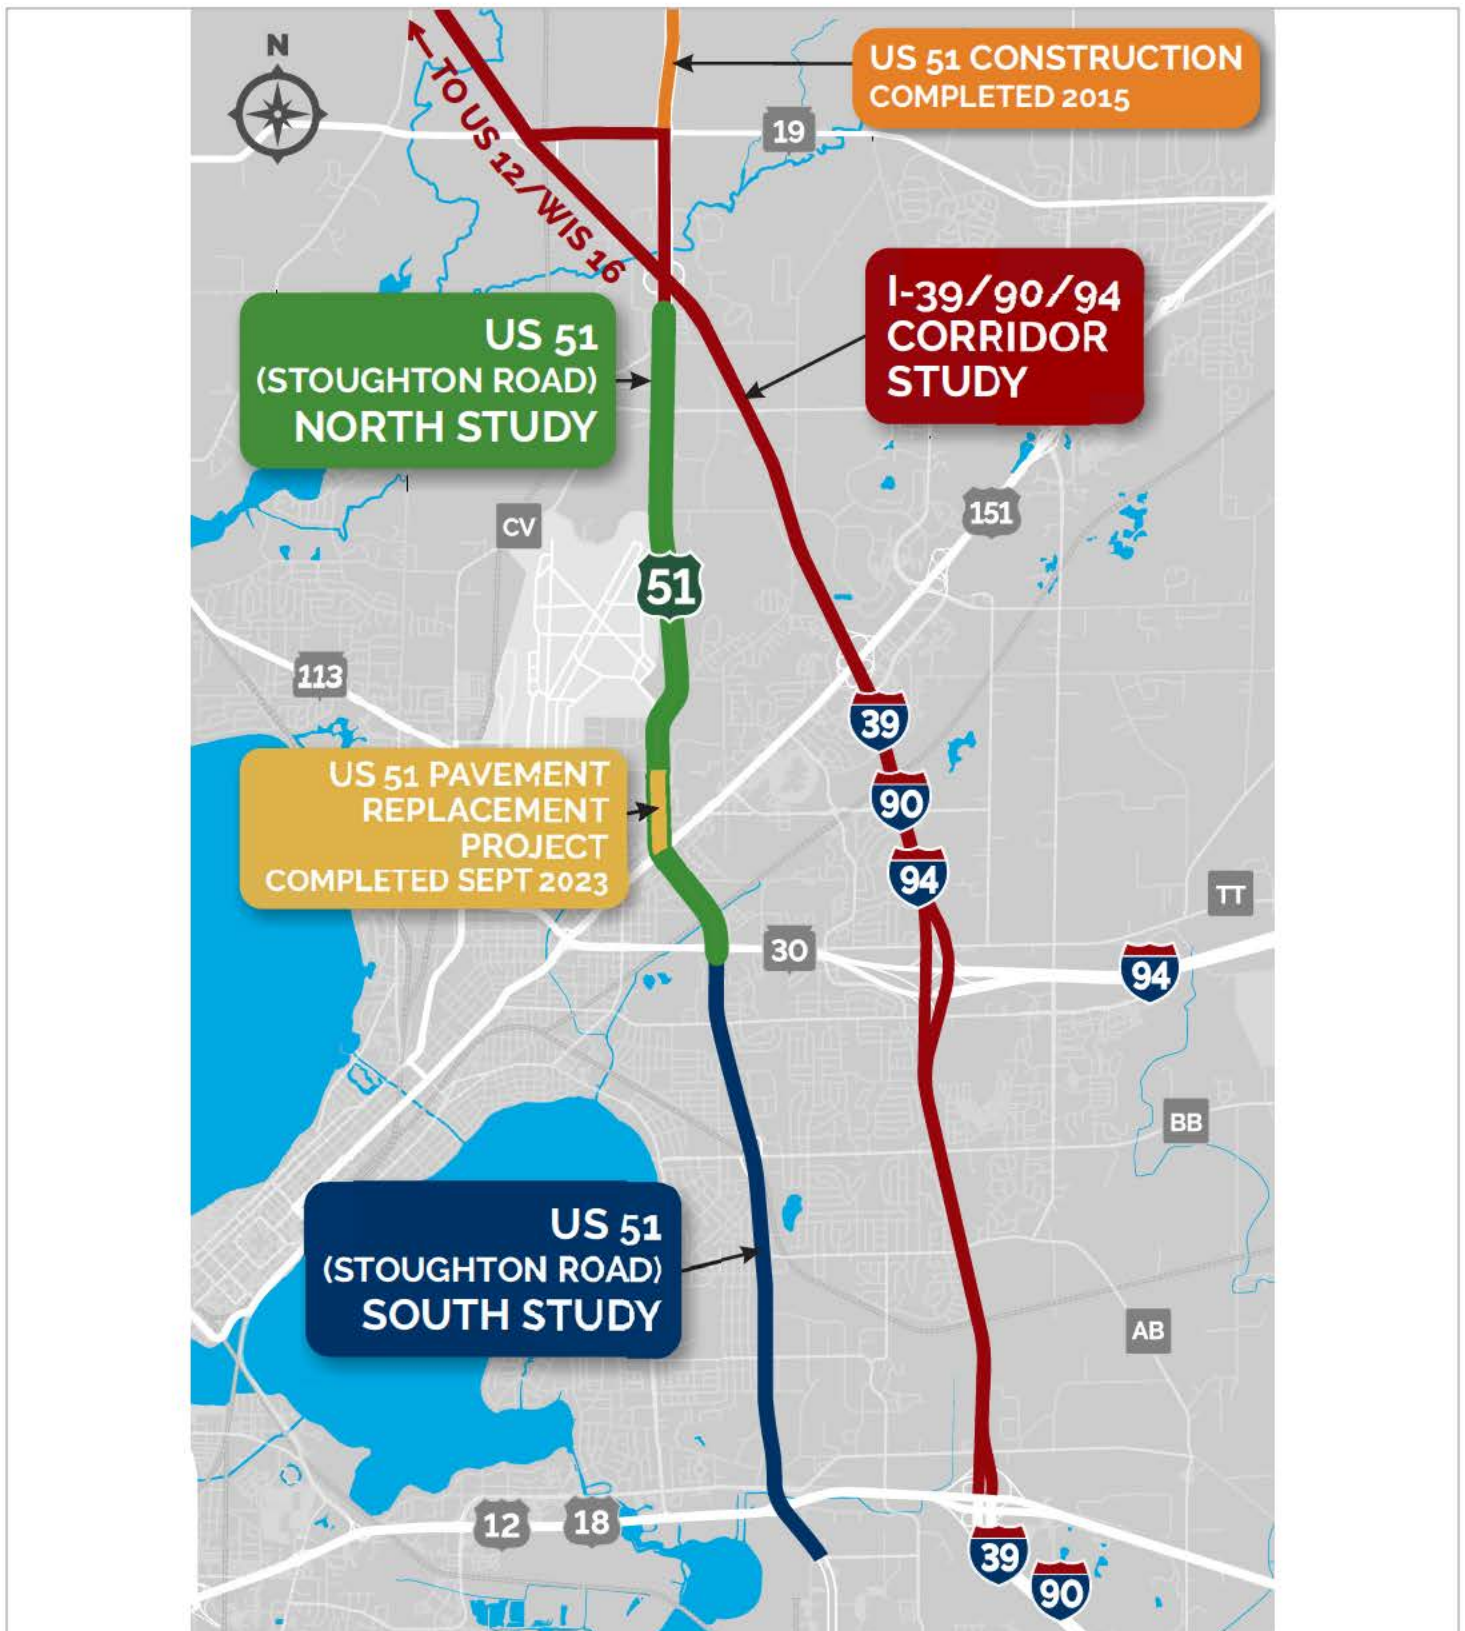 N
US 51 CONSTRUCTION
COMPLETED 2015
TO US 12/WIS 16
19
I-39/90/94
CORRIDOR
STUDY
US 51
(STOUGHTON ROAD)
NORTH STUDY
151
CV
51
113
39
90
94
US 51 PAVEMENT
REPLACEMENT
PROJECT
COMPLETED SEPT 2023
TT
30
94
BB
US 51
(STOUGHTON ROAD)
SOUTH STUDY
AB
12
18
39
90